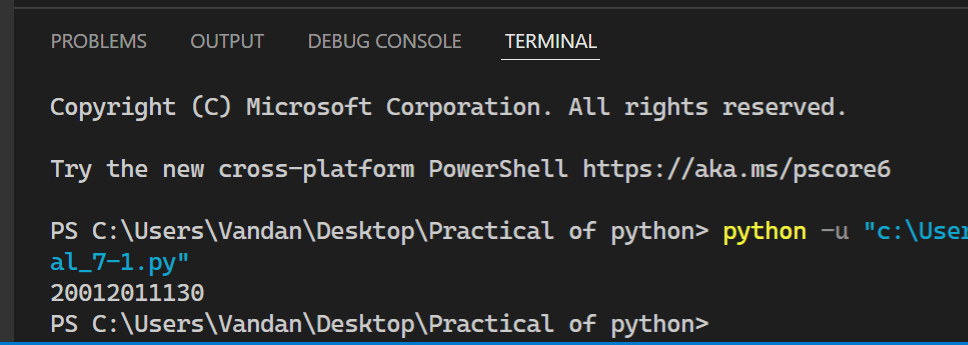 PROBLEMS OUTPUT DEBUG CONSOLE TERMINAL
Copyright (C) Microsoft Corporation. All rights reserved.
Try the new cross-platform PowerShell https://aka.ms/pscore6
PS C:\Users\Vandan\Desktop\Practical of python> python -u "c:\User
al_7-1.py"
20012011130
PS C:\Users\Vandan\Desktop\Practical of python>